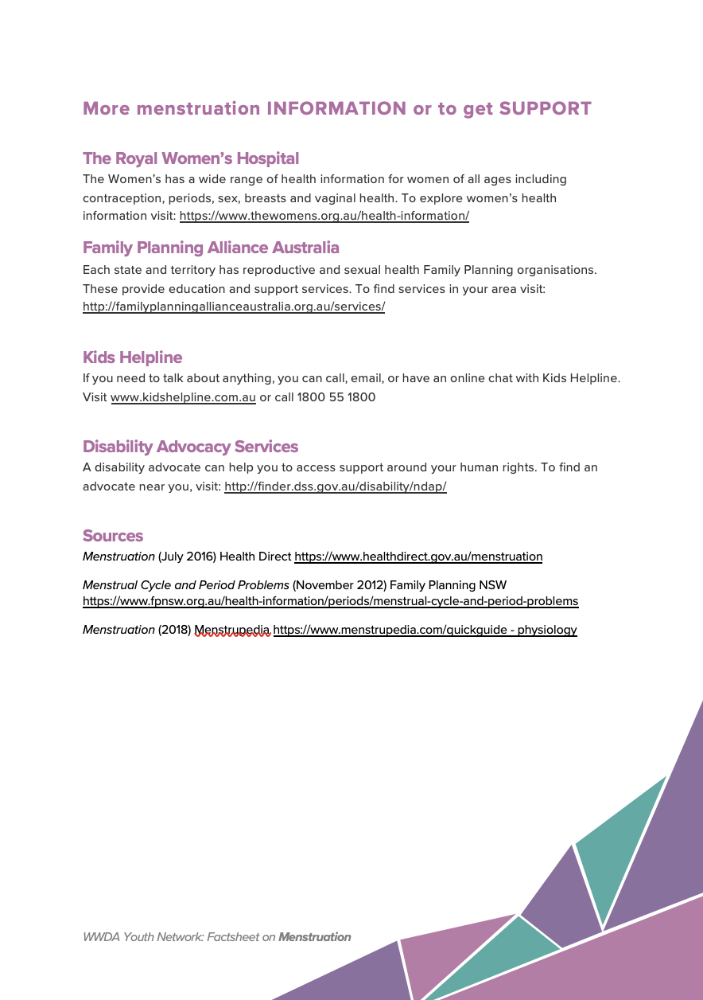 More menstruation INFORMATION or to get SUPPORT
The Royal Women’s Hospital
The Women’s has a wide range of health information for women of all ages including
contraception, periods, sex, breasts and vaginal health. To explore women’s health
information visit: https://www.thewomens.org.au/health-information/
Family Planning Alliance Australia
Each state and territory has reproductive and sexual health Family Planning organisations.
These provide education and support services. To find services in your area visit:
http://familyplanningallianceaustralia.org.au/services/
Kids Helpline
If you need to talk about anything, you can call, email, or have an online chat with Kids Helpline.
Visit www.kidshelpline.com.au or call 1800 55 1800
Disability Advocacy Services
A disability advocate can help you to access support around your human rights. To find an
advocate near you, visit: http://finder.dss.gov.au/disability/ndap/
Sources
Menstruation (July 2016) Health Direct https://www.healthdirect.gov.au/menstruation
Menstrual Cycle and Period Problems (November 2012) Family Planning NSW
https://www.fpnsw.org.au/health-information/periods/menstrual-cycle-and-period-problems
Menstruation (2018) Menstrupedia https://www.menstrupedia.com/quickguide - physiology
WWDA Youth Network: Factsheet on Menstruation